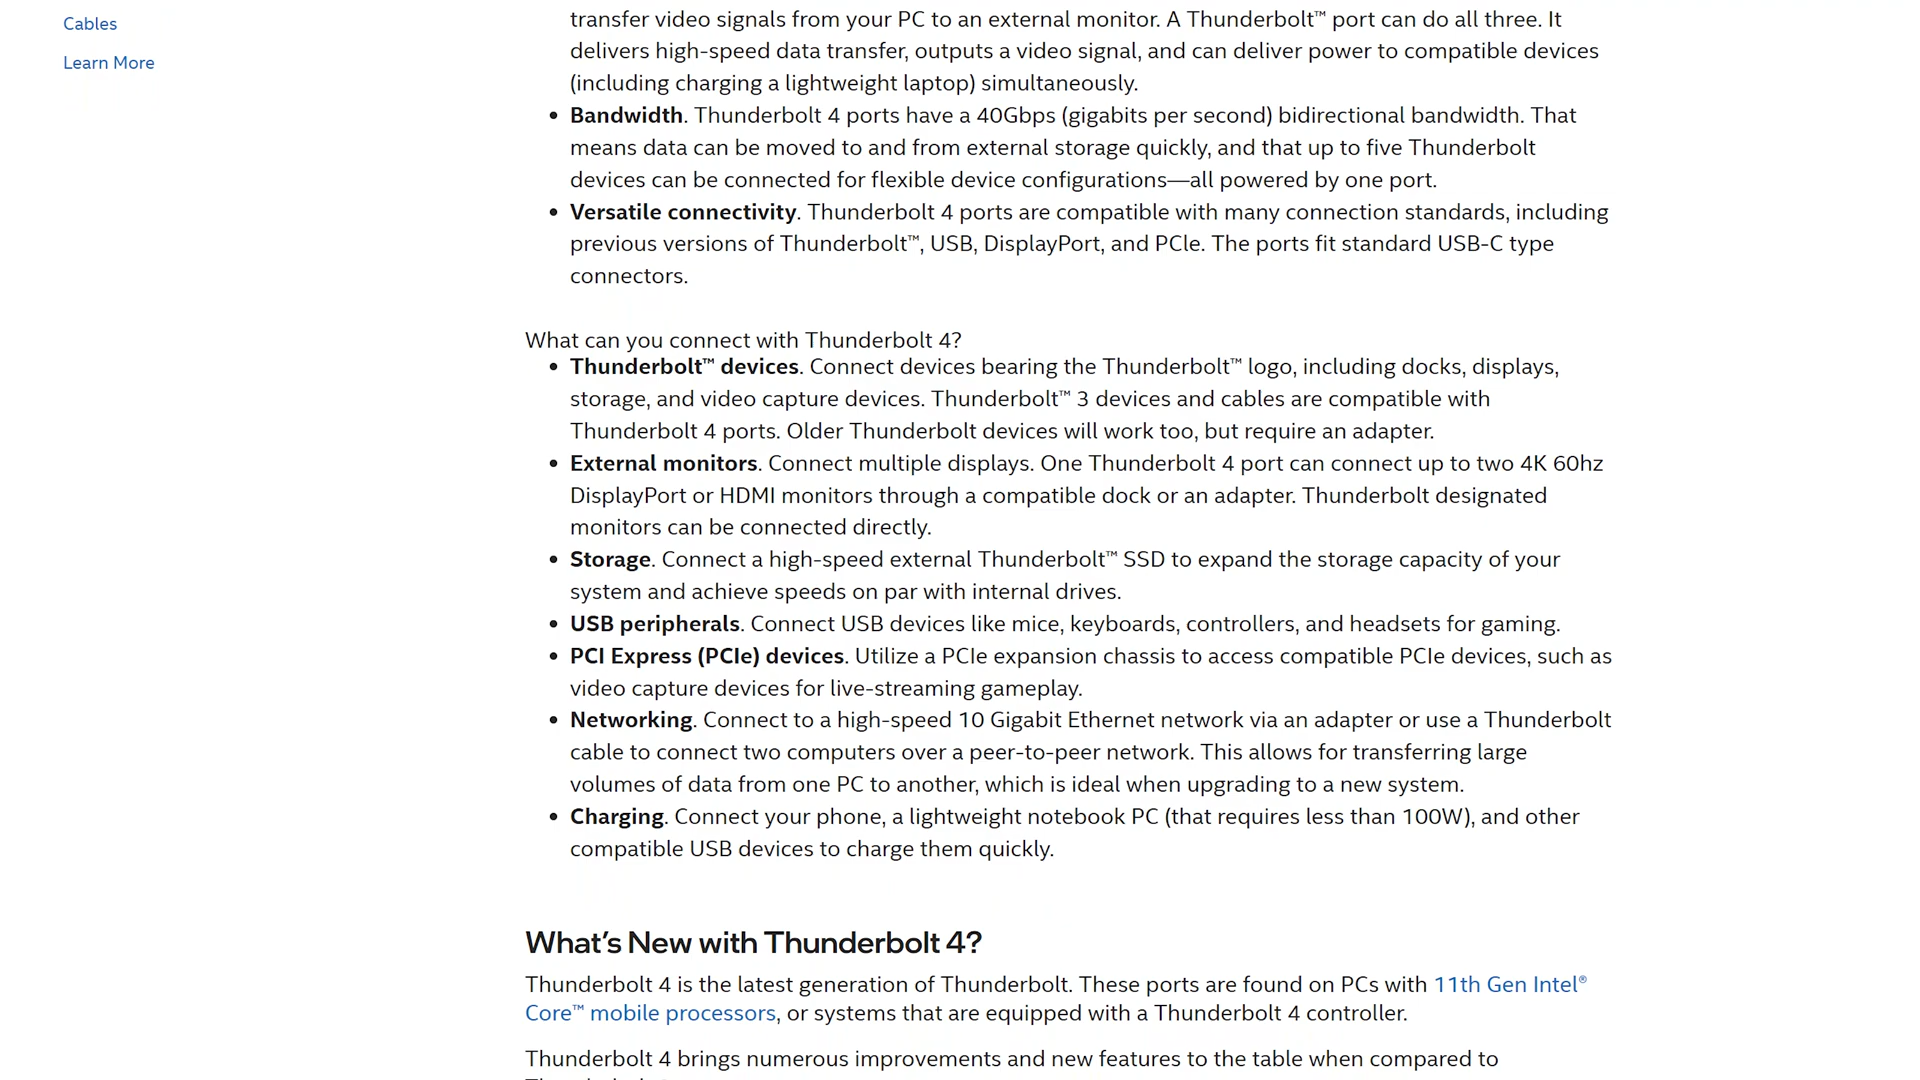 Cables
Learn More
transfer video signals from your PC to an external monitor. A Thunderbolt™ port can do all three. It
delivers high-speed data transfer, outputs a video signal, and can deliver power to compatible devices
(including charging a lightweight laptop) simultaneously.
• Bandwidth. Thunderbolt 4 ports have a 40Gbps (gigabits per second) bidirectional bandwidth. That
means data can be moved to and from external storage quickly, and that up to five Thunderbolt
devices can be connected for flexible device configurations—all powered by one port.
• Versatile connectivity. Thunderbolt 4 ports are compatible with many connection standards, including
previous versions of Thunderbolt™, USB, DisplayPort, and PCIe. The ports fit standard USB-C type
connectors.
What can you connect with Thunderbolt 4?
• Thunderbolt™ devices. Connect devices bearing the Thunderbolt™ logo, including docks, displays,
storage, and video capture devices. Thunderbolt™ 3 devices and cables are compatible with
Thunderbolt 4 ports. Older Thunderbolt devices will work too, but require an adapter.
• External monitors. Connect multiple displays. One Thunderbolt 4 port can connect up to two 4K 60hz
DisplayPort or HDMI monitors through a compatible dock or an adapter. Thunderbolt designated
monitors can be connected directly.
• Storage. Connect a high-speed external Thunderbolt™ SSD to expand the storage capacity of your
system and achieve speeds on par with internal drives.
• USB peripherals. Connect USB devices like mice, keyboards, controllers, and headsets for gaming.
• PCI Express (PCIe) devices. Utilize a PCIe expansion chassis to access compatible PCIe devices, such as
video capture devices for live-streaming gameplay.
• Networking. Connect to a high-speed 10 Gigabit Ethernet network via an adapter or use a Thunderbolt
cable to connect two computers over a peer-to-peer network. This allows for transferring large
volumes of data from one PC to another, which is ideal when upgrading to a new system.
• Charging. Connect your phone, a lightweight notebook PC (that requires less than 100W), and other
compatible USB devices to charge them quickly.
What's New with Thunderbolt 4?
Thunderbolt 4 is the latest generation of Thunderbolt. These ports are found on PCs with 11th Gen Intel®
Core™ mobile processors, or systems that are equipped with a Thunderbolt 4 controller.
Thunderbolt 4 brings numerous improvements and new features to the table when compared to